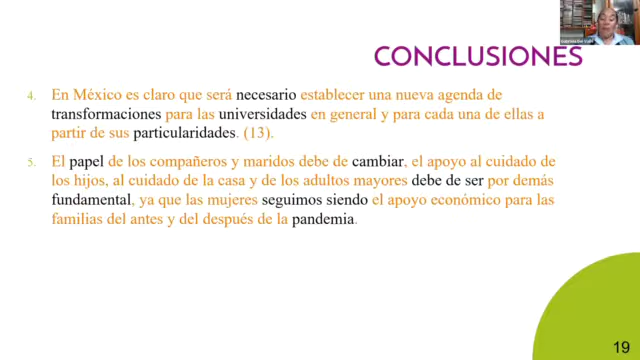 CONCLUSIONES
4. En México es claro que será necesario establecer una nueva agenda de
transformaciones para las universidades en general y para cada una de ellas a
partir de sus particularidades. (13).
5. El papel de los compañeros y maridos debe de cambiar, el apoyo al cuidado de
los hijos, al cuidado de la casa y de los adultos mayores debe de ser por demás
fundamental, ya que las mujeres seguimos siendo el apoyo económico para las
familias del antes y del después de la pandemia.
19